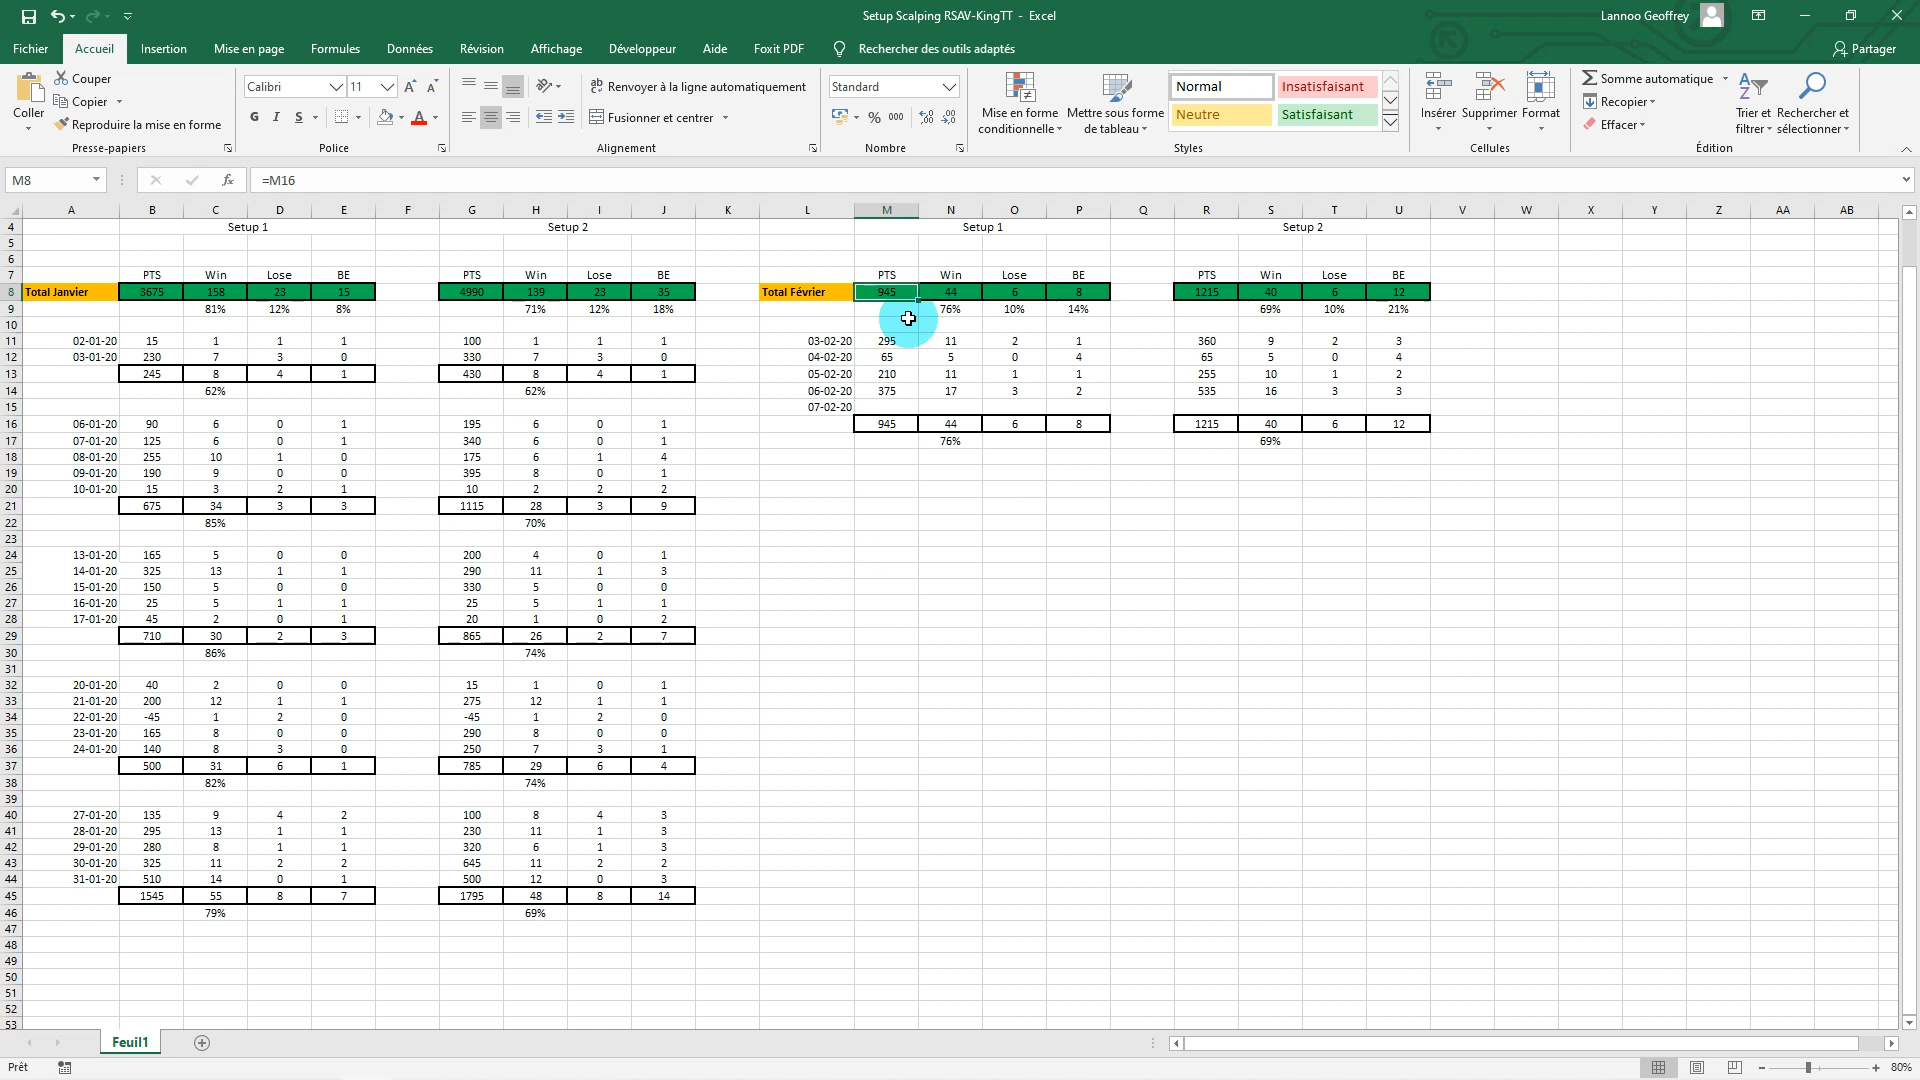 Setup Scalping RSAV-KingTT - Excel
Lannoo Geoffrey
Fichier Accueil Insertion Mise en page Formules Données Révision Affichage Développeur Aide Foxit PDF Rechercher des outils adaptés Partager
Coller
Couper
Copier
Reproduire la mise en forme
Presse-papiers
Calibri 11
G I S
Police
Renvoyer à la ligne automatiquement
Fusionner et centrer
Alignement
Standard
% 000
Nombre
Mise en forme conditionnelle
Mettre sous forme de tableau
Normal Insatisfaisant
Neutre Satisfaisant
Styles
Insérer Supprimer Format
Cellules
Somme automatique
Recopier
Effacer
Trier et filtrer
Rechercher et sélectionner
Édition
M8 fx =M16
A B C D E F G H I J K L M N O P Q R S T U V W X Y Z AA AB
4 Setup 1 Setup 2 Setup 1 Setup 2
5
6
7 PTS Win Lose BE PTS Win Lose BE PTS Win Lose BE PTS Win Lose BE
8 Total Janvier 3675 158 23 15 4990 139 23 35 Total Février 945 44 6 8 1215 40 6 12
9 81% 12% 8% 71% 12% 18% 76% 10% 14% 69% 10% 21%
10
11 02-01-20 15 1 1 1 100 1 1 1 03-02-20 295 11 2 1 360 9 2 3
12 03-01-20 230 7 3 0 330 7 3 0 04-02-20 65 5 0 4 65 5 0 4
13 245 8 4 1 430 8 4 1 05-02-20 210 11 1 1 255 10 1 2
14 62% 62% 06-02-20 375 17 3 2 535 16 3 3
15 07-02-20
16 06-01-20 90 6 0 1 195 6 0 1 945 44 6 8 1215 40 6 12
17 07-01-20 125 6 0 1 340 6 0 1 76% 69%
18 08-01-20 255 10 1 0 175 6 1 4
19 09-01-20 190 9 0 0 395 8 0 1
20 10-01-20 15 3 2 1 10 2 2 2
21 675 34 3 3 1115 28 3 9
22 85% 70%
23
24 13-01-20 165 5 0 0 200 4 0 1
25 14-01-20 325 13 1 1 290 11 1 3
26 15-01-20 150 5 0 0 330 5 0 0
27 16-01-20 25 5 1 1 25 5 1 1
28 17-01-20 45 2 0 1 20 1 0 2
29 710 30 2 3 865 26 2 7
30 86% 74%
31
32 20-01-20 40 2 0 0 15 1 0 1
33 21-01-20 200 12 1 1 275 12 1 1
34 22-01-20 -45 1 2 0 -45 1 2 0
35 23-01-20 165 8 0 0 290 8 0 0
36 24-01-20 140 8 3 0 250 7 3 1
37 500 31 6 1 785 29 6 4
38 82% 74%
39
40 27-01-20 135 9 4 2 100 8 4 3
41 28-01-20 295 13 1 1 230 11 1 3
42 29-01-20 280 8 1 1 320 6 1 3
43 30-01-20 325 11 2 2 645 11 2 2
44 31-01-20 510 14 0 1 500 12 0 3
45 1545 55 8 7 1795 48 8 14
46 79% 69%
47
48
49
50
51
52
53
Feuil1
Prêt
80%